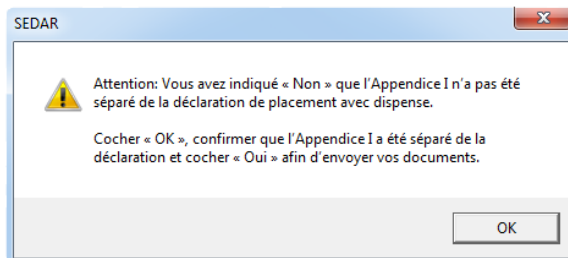 SEDAR
Attention: Vous avez indiqué « Non » que l'Appendice I n'a pas été
séparé de la déclaration de placement avec dispense.
Cocher « OK », confirmer que l'Appendice I a été séparé de la
déclaration et cocher « Oui » afin d'envoyer vos documents.
OK